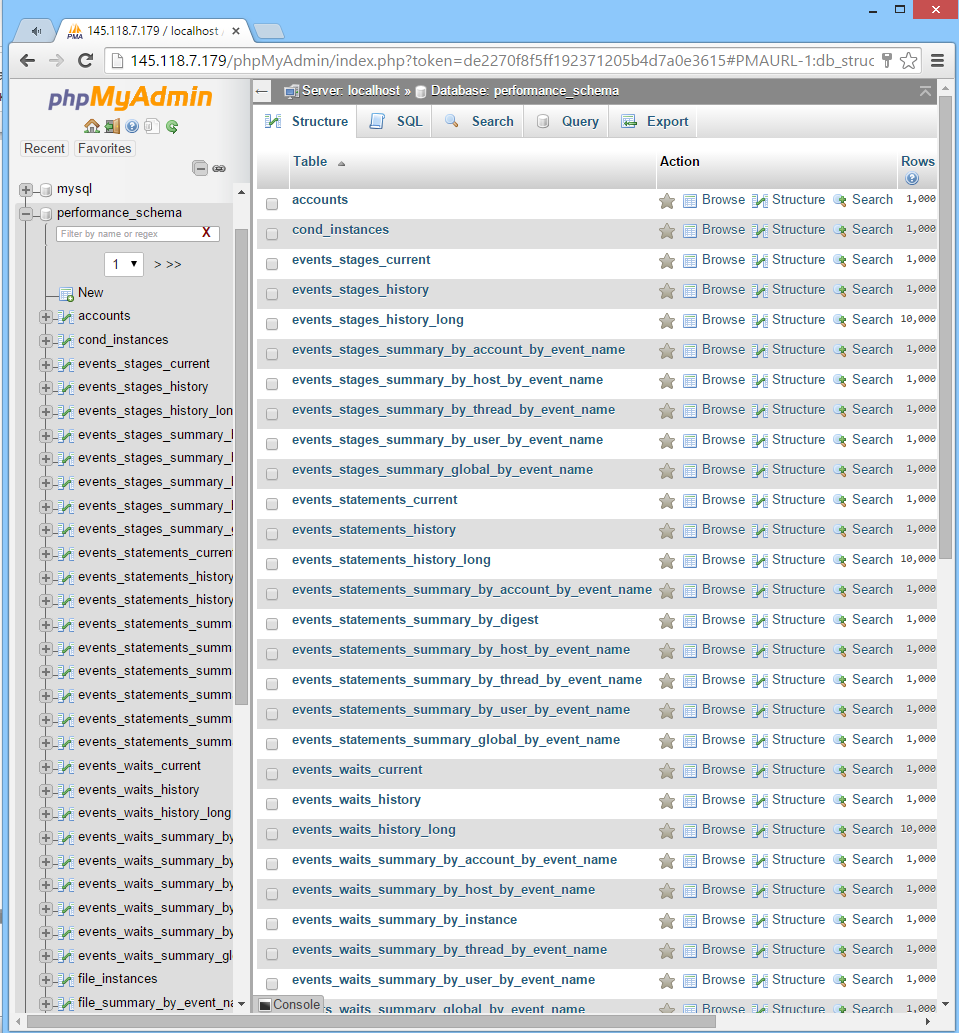 145.118.7.179 / localhost
145.118.7.179/phpMyAdmin/index.php?token=de2270f8f5ff192371205b4d7a0e3615#PMAURL-1:db_struc
phpMyAdmin
Recent Favorites
mysql
performance_schema
Filter by name or regex X
1 > >>
New
accounts
cond_instances
events_stages_current
events_stages_history
events_stages_history_lon
events_stages_summary_
events_stages_summary_
events_stages_summary_
events_stages_summary_
events_stages_summary_
events_statements_current
events_statements_history
events_statements_history
events_statements_summ
events_statements_summ
events_statements_summ
events_statements_summ
events_statements_summ
events_statements_summ
events_waits_current
events_waits_history
events_waits_history_long
events_waits_summary_by
events_waits_summary_by
events_waits_summary_by
events_waits_summary_by
events_waits_summary_by
events_waits_summary_gl
file_instances
file_summary_by_event_na
Server: localhost » Database: performance_schema
Structure SQL Search Query Export
Table Action Rows
accounts Browse Structure Search 1,000
cond_instances Browse Structure Search 1,000
events_stages_current Browse Structure Search 1,000
events_stages_history Browse Structure Search 1,000
events_stages_history_long Browse Structure Search 10,000
events_stages_summary_by_account_by_event_name Browse Structure Search 1,000
events_stages_summary_by_host_by_event_name Browse Structure Search 1,000
events_stages_summary_by_thread_by_event_name Browse Structure Search 1,000
events_stages_summary_by_user_by_event_name Browse Structure Search 1,000
events_stages_summary_global_by_event_name Browse Structure Search 1,000
events_statements_current Browse Structure Search 1,000
events_statements_history Browse Structure Search 1,000
events_statements_history_long Browse Structure Search 10,000
events_statements_summary_by_account_by_event_name Browse Structure Search 1,000
events_statements_summary_by_digest Browse Structure Search 1,000
events_statements_summary_by_host_by_event_name Browse Structure Search 1,000
events_statements_summary_by_thread_by_event_name Browse Structure Search 1,000
events_statements_summary_by_user_by_event_name Browse Structure Search 1,000
events_statements_summary_global_by_event_name Browse Structure Search 1,000
events_waits_current Browse Structure Search 1,000
events_waits_history Browse Structure Search 1,000
events_waits_history_long Browse Structure Search 10,000
events_waits_summary_by_account_by_event_name Browse Structure Search 1,000
events_waits_summary_by_host_by_event_name Browse Structure Search 1,000
events_waits_summary_by_instance Browse Structure Search 1,000
events_waits_summary_by_thread_by_event_name Browse Structure Search 1,000
events_waits_summary_by_user_by_event_name Browse Structure Search 1,000
events_waits_summary_global_by_event_name Browse Structure Search 1,000
Console